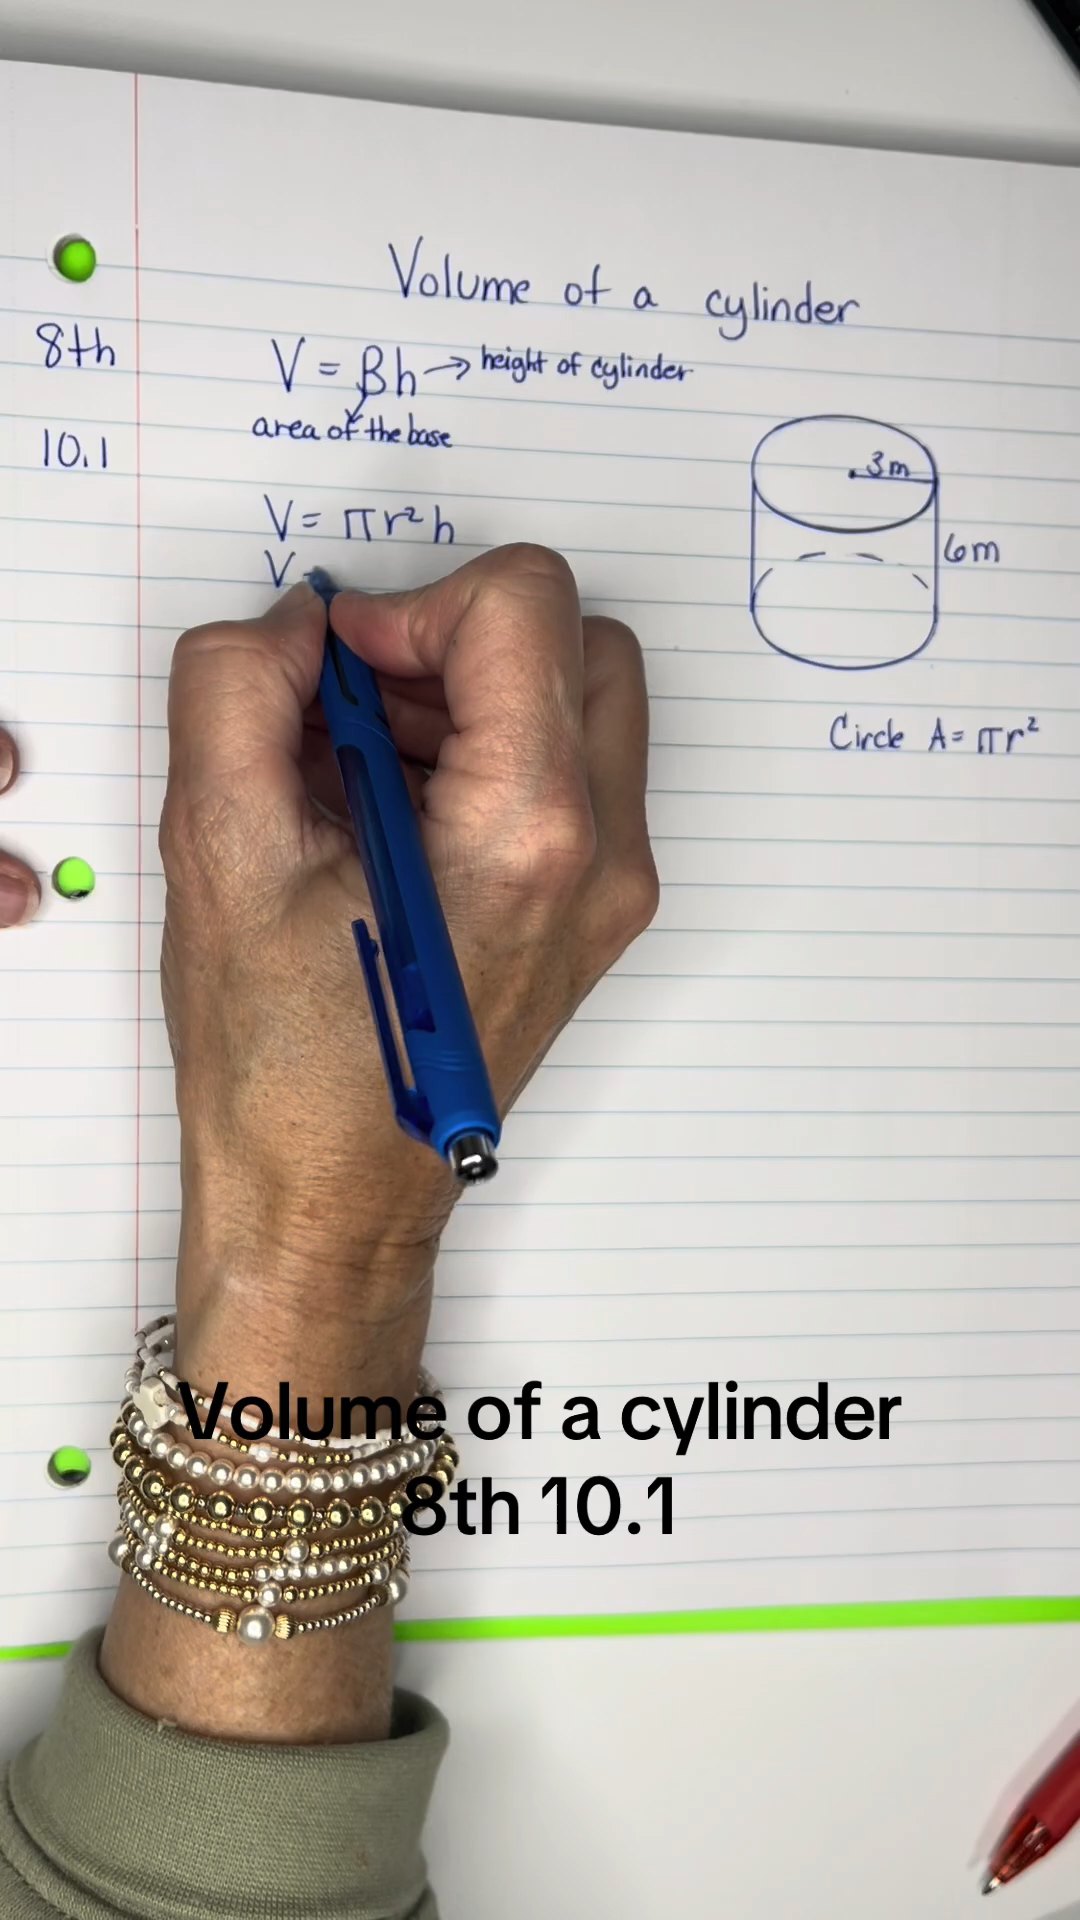 Volume of a cylinder
8th
V = Bh → height of cylinder
area of the base
10.1
3m
V = πr²h
6m
V =
Circle A = πr²
Volume of a cylinder
8th 10.1